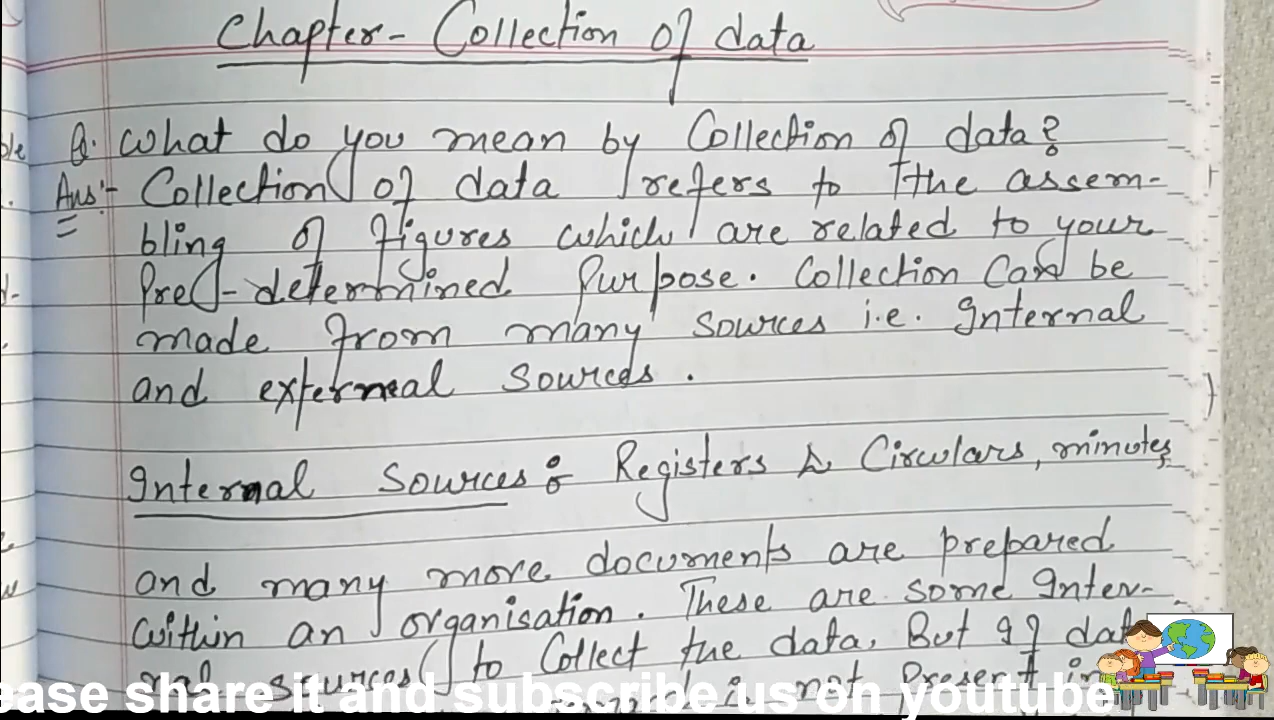 Chapter- Collection of data
Q. What do you mean by Collection of data?
Ans:- Collection of data refers to the assem-
bling of figures which are related to your
Pre-determined Purpose. Collection Can be
made from many sources i.e. Internal
and external sources.
Internal Sources: Registers & Circulars, minutes
and many more documents are prepared
within an organisation. These are some Inter-
nal sources to Collect the data. But If
is not Present in
ease share it and subscribe us on youtube